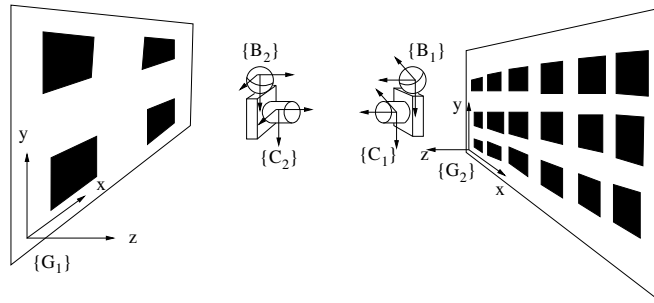 {B₂}
{B₁}
y
x
z
{G₁}
{C₂}
{C₁}
y
z
{G₂}
x